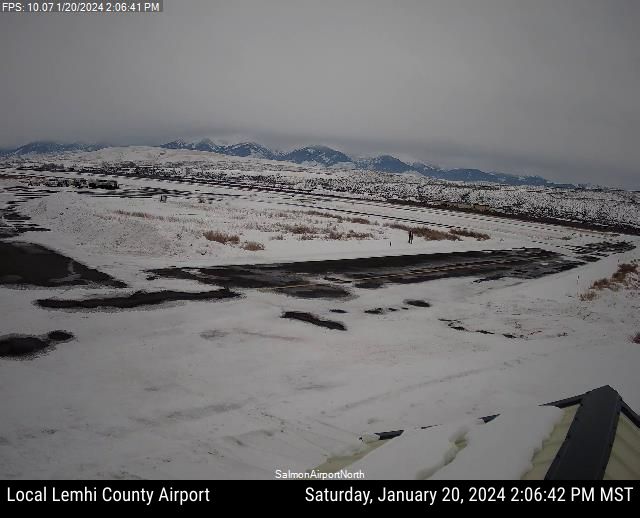 FPS: 10.07 1/20/2024 2:06:41 PM
SalmonAirportNorth
Local Lemhi County Airport Saturday, January 20, 2024 2:06:42 PM MST